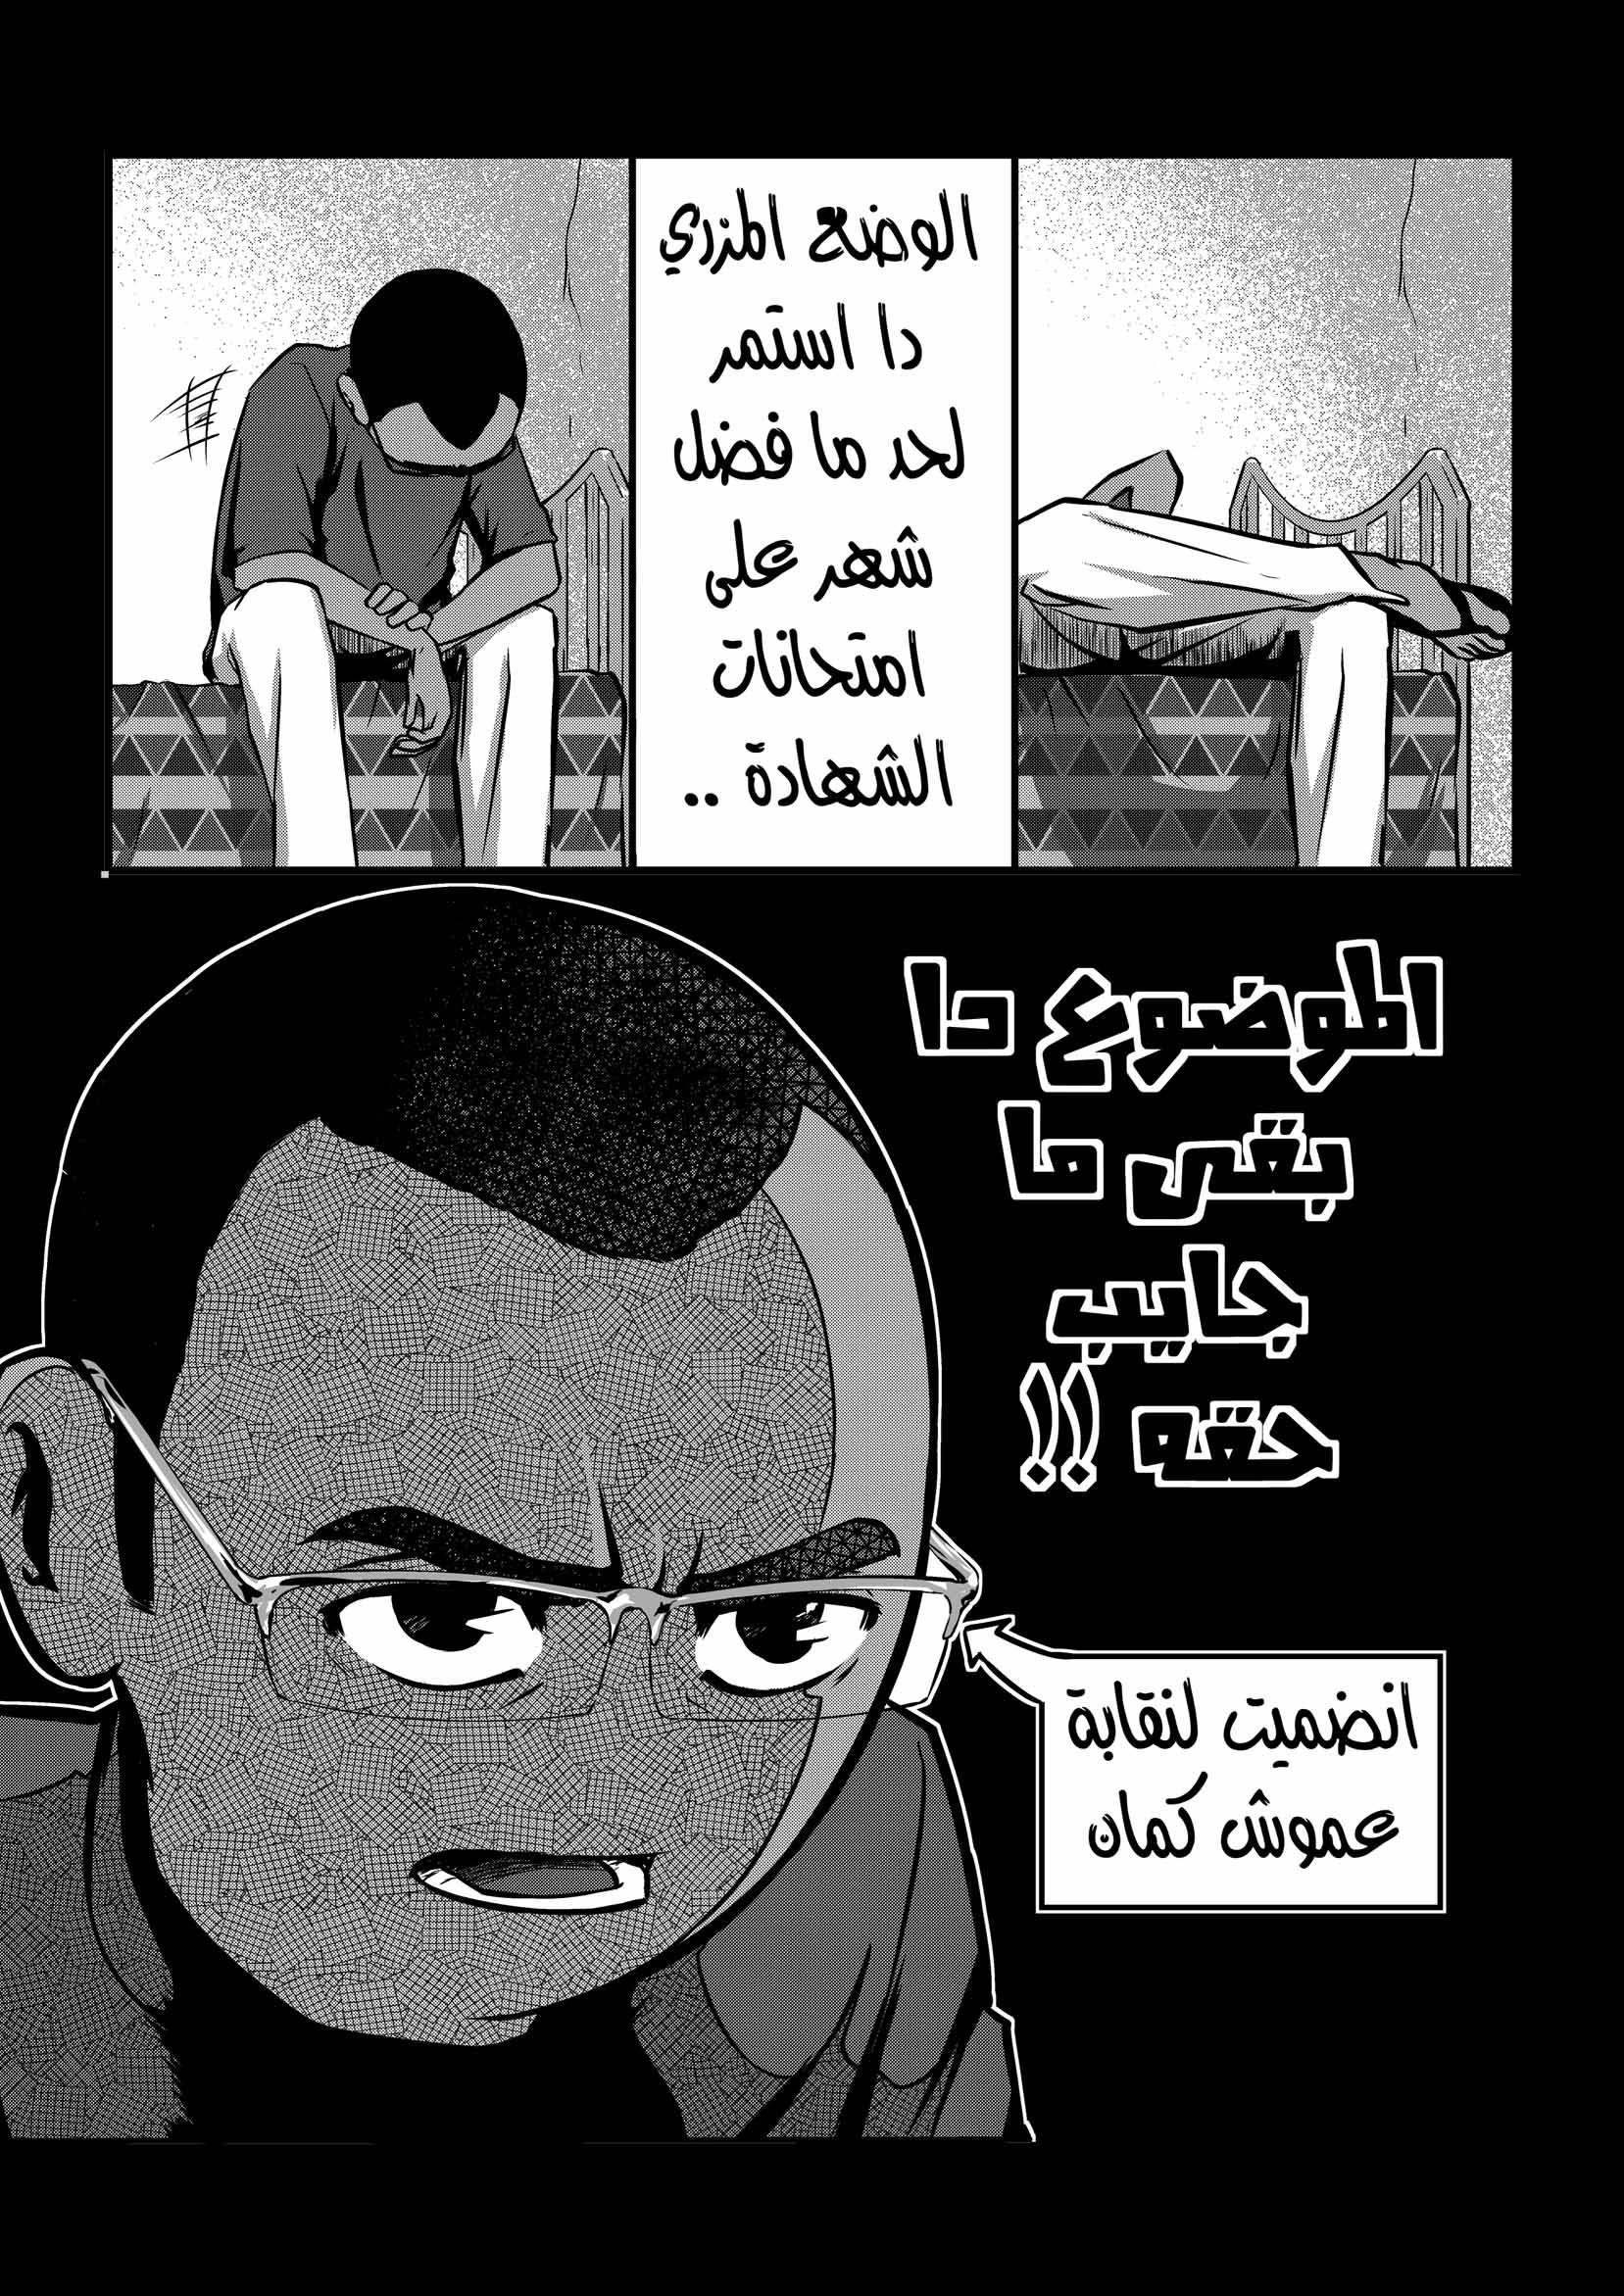 الوضع المزري
دا استمر
لحد ما فضل
شهر على
امتحانات
الشهادة ..
الموضوع دا
بقى ما
جايب
حقه !!
انضميت لنقابة
عموش كمان